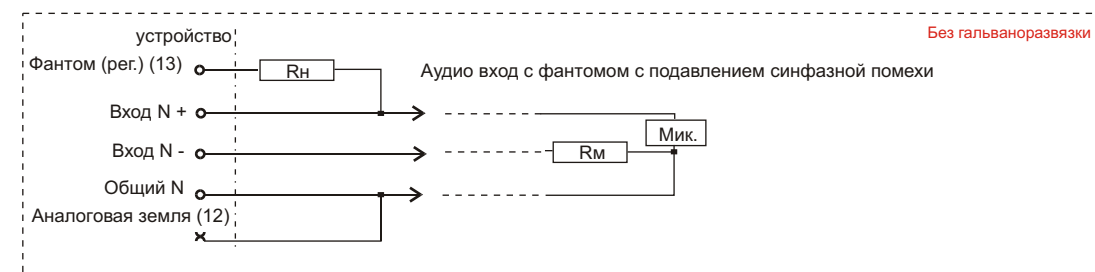 Без гальваноразвязки
устройство
Фантом (рег.) (13)
Rн
Аудио вход с фантомом с подавлением синфазной помехи
Вход N +
Мик.
Вход N -
Rм
Общий N
Аналоговая земля (12)